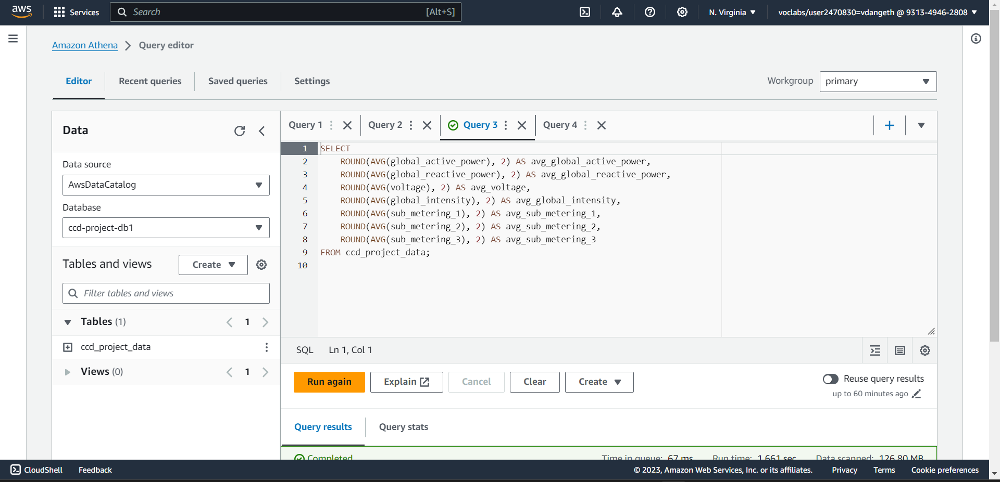 aws
Services
Search
[Alt+S]
N. Virginia
voclabs/user2470830=vdangeth @ 9313-4946-2808
Amazon Athena
Query editor
Editor
Recent queries
Saved queries
Settings
Workgroup
primary
Data
Data source
AwsDataCatalog
Database
ccd-project-db1
Tables and views
Create
Filter tables and views
Tables (1)
1
ccd_project_data
Views (0)
1
Query 1
Query 2
Query 3
Query 4
1 SELECT
2 ROUND(AVG(global_active_power), 2) AS avg_global_active_power,
3 ROUND(AVG(global_reactive_power), 2) AS avg_global_reactive_power,
4 ROUND(AVG(voltage), 2) AS avg_voltage,
5 ROUND(AVG(global_intensity), 2) AS avg_global_intensity,
6 ROUND(AVG(sub_metering_1), 2) AS avg_sub_metering_1,
7 ROUND(AVG(sub_metering_2), 2) AS avg_sub_metering_2,
8 ROUND(AVG(sub_metering_3), 2) AS avg_sub_metering_3
9 FROM ccd_project_data;
10
SQL
Ln 1, Col 1
Run again
Explain
Cancel
Clear
Create
Reuse query results
up to 60 minutes ago
Query results
Query stats
Completed
Time in queue: 67 ms
Run time: 1.661 sec
Data scanned: 126.80 MB
CloudShell
Feedback
© 2023, Amazon Web Services, Inc. or its affiliates.
Privacy
Terms
Cookie preferences